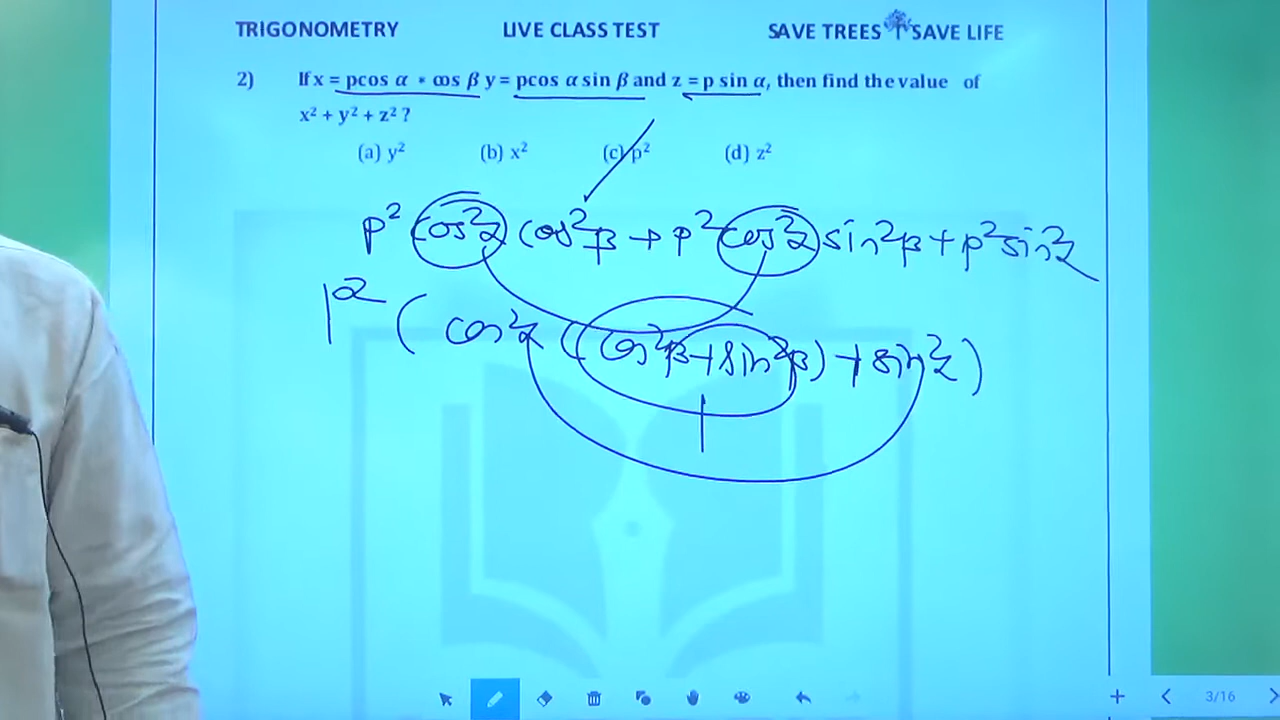 TRIGONOMETRY LIVE CLASS TEST SAVE TREES SAVE LIFE
2) If x = pcos α * cos β y = pcos α sin β and z = p sin α, then find the value of
x² + y² + z² ?
(a) y² (b) x² (c) p² (d) z²
p² cos²α cos²β + p² cos²α sin²β + p² sin²α
p² ( cos²α (cos²β + sin²β) + sin²α )
1
3/16